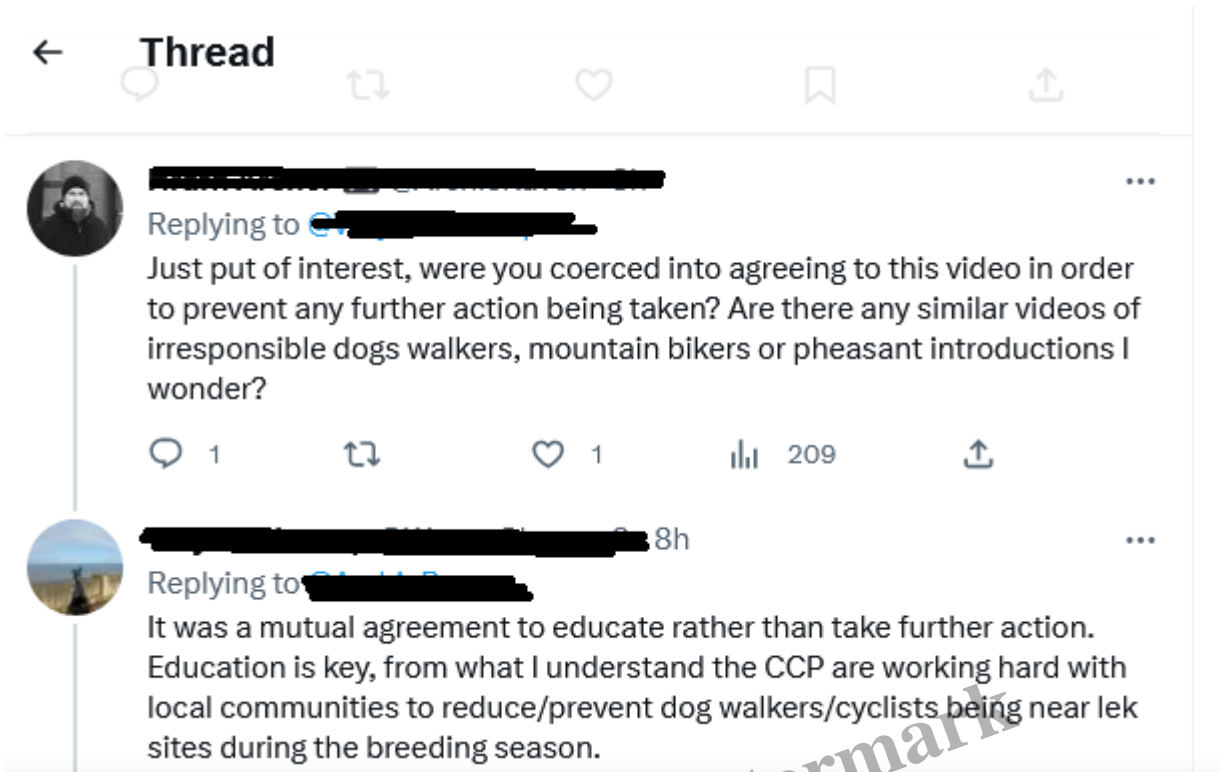 Thread
Replying to
Just put of interest, were you coerced into agreeing to this video in order
to prevent any further action being taken? Are there any similar videos of
irresponsible dogs walkers, mountain bikers or pheasant introductions I
wonder?
1 1 209
8h
Replying to
It was a mutual agreement to educate rather than take further action.
Education is key, from what I understand the CCP are working hard with
local communities to reduce/prevent dog walkers/cyclists being near lek
sites during the breeding season.